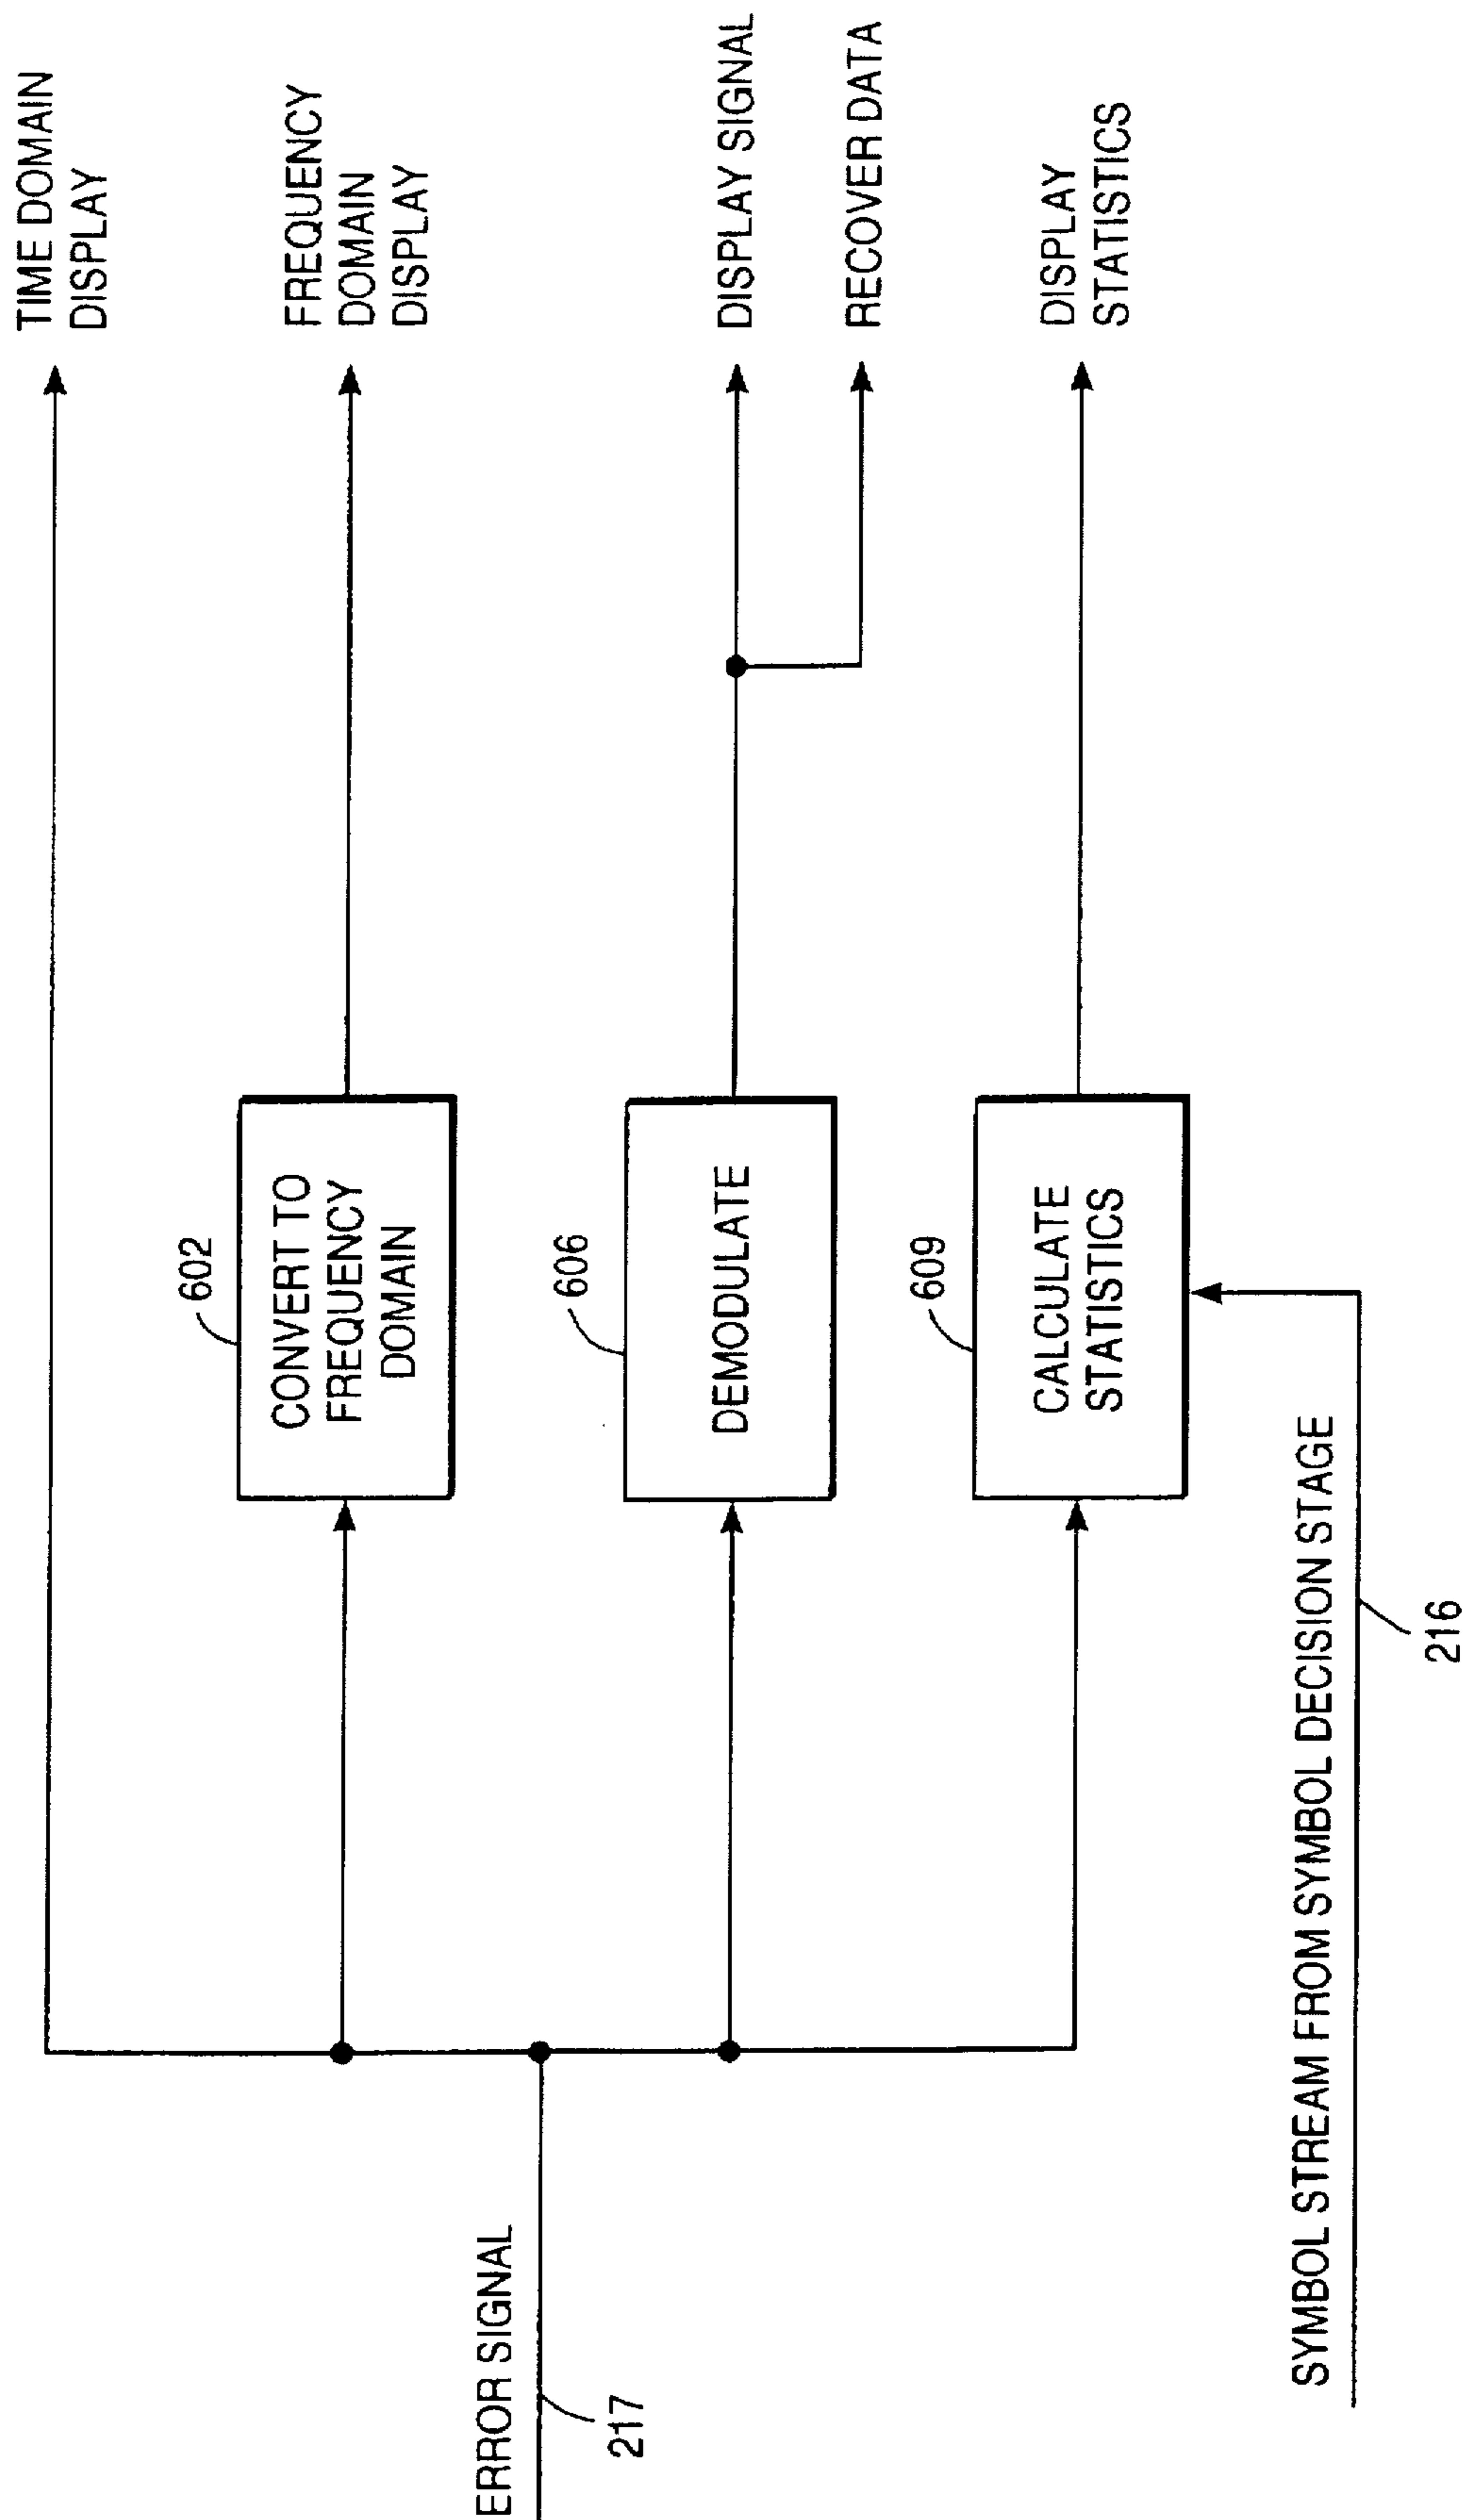 TIME DOMAIN
DISPLAY
602
CONVERT TO
FREQUENCY
DOMAIN
FREQUENCY
DOMAIN
DISPLAY
ERROR SIGNAL
217
606
DEMODULATE
DISPLAY SIGNAL
RECOVER DATA
609
CALCULATE
STATISTICS
DISPLAY
STATISTICS
SYMBOL STREAM FROM SYMBOL DECISION STAGE
216